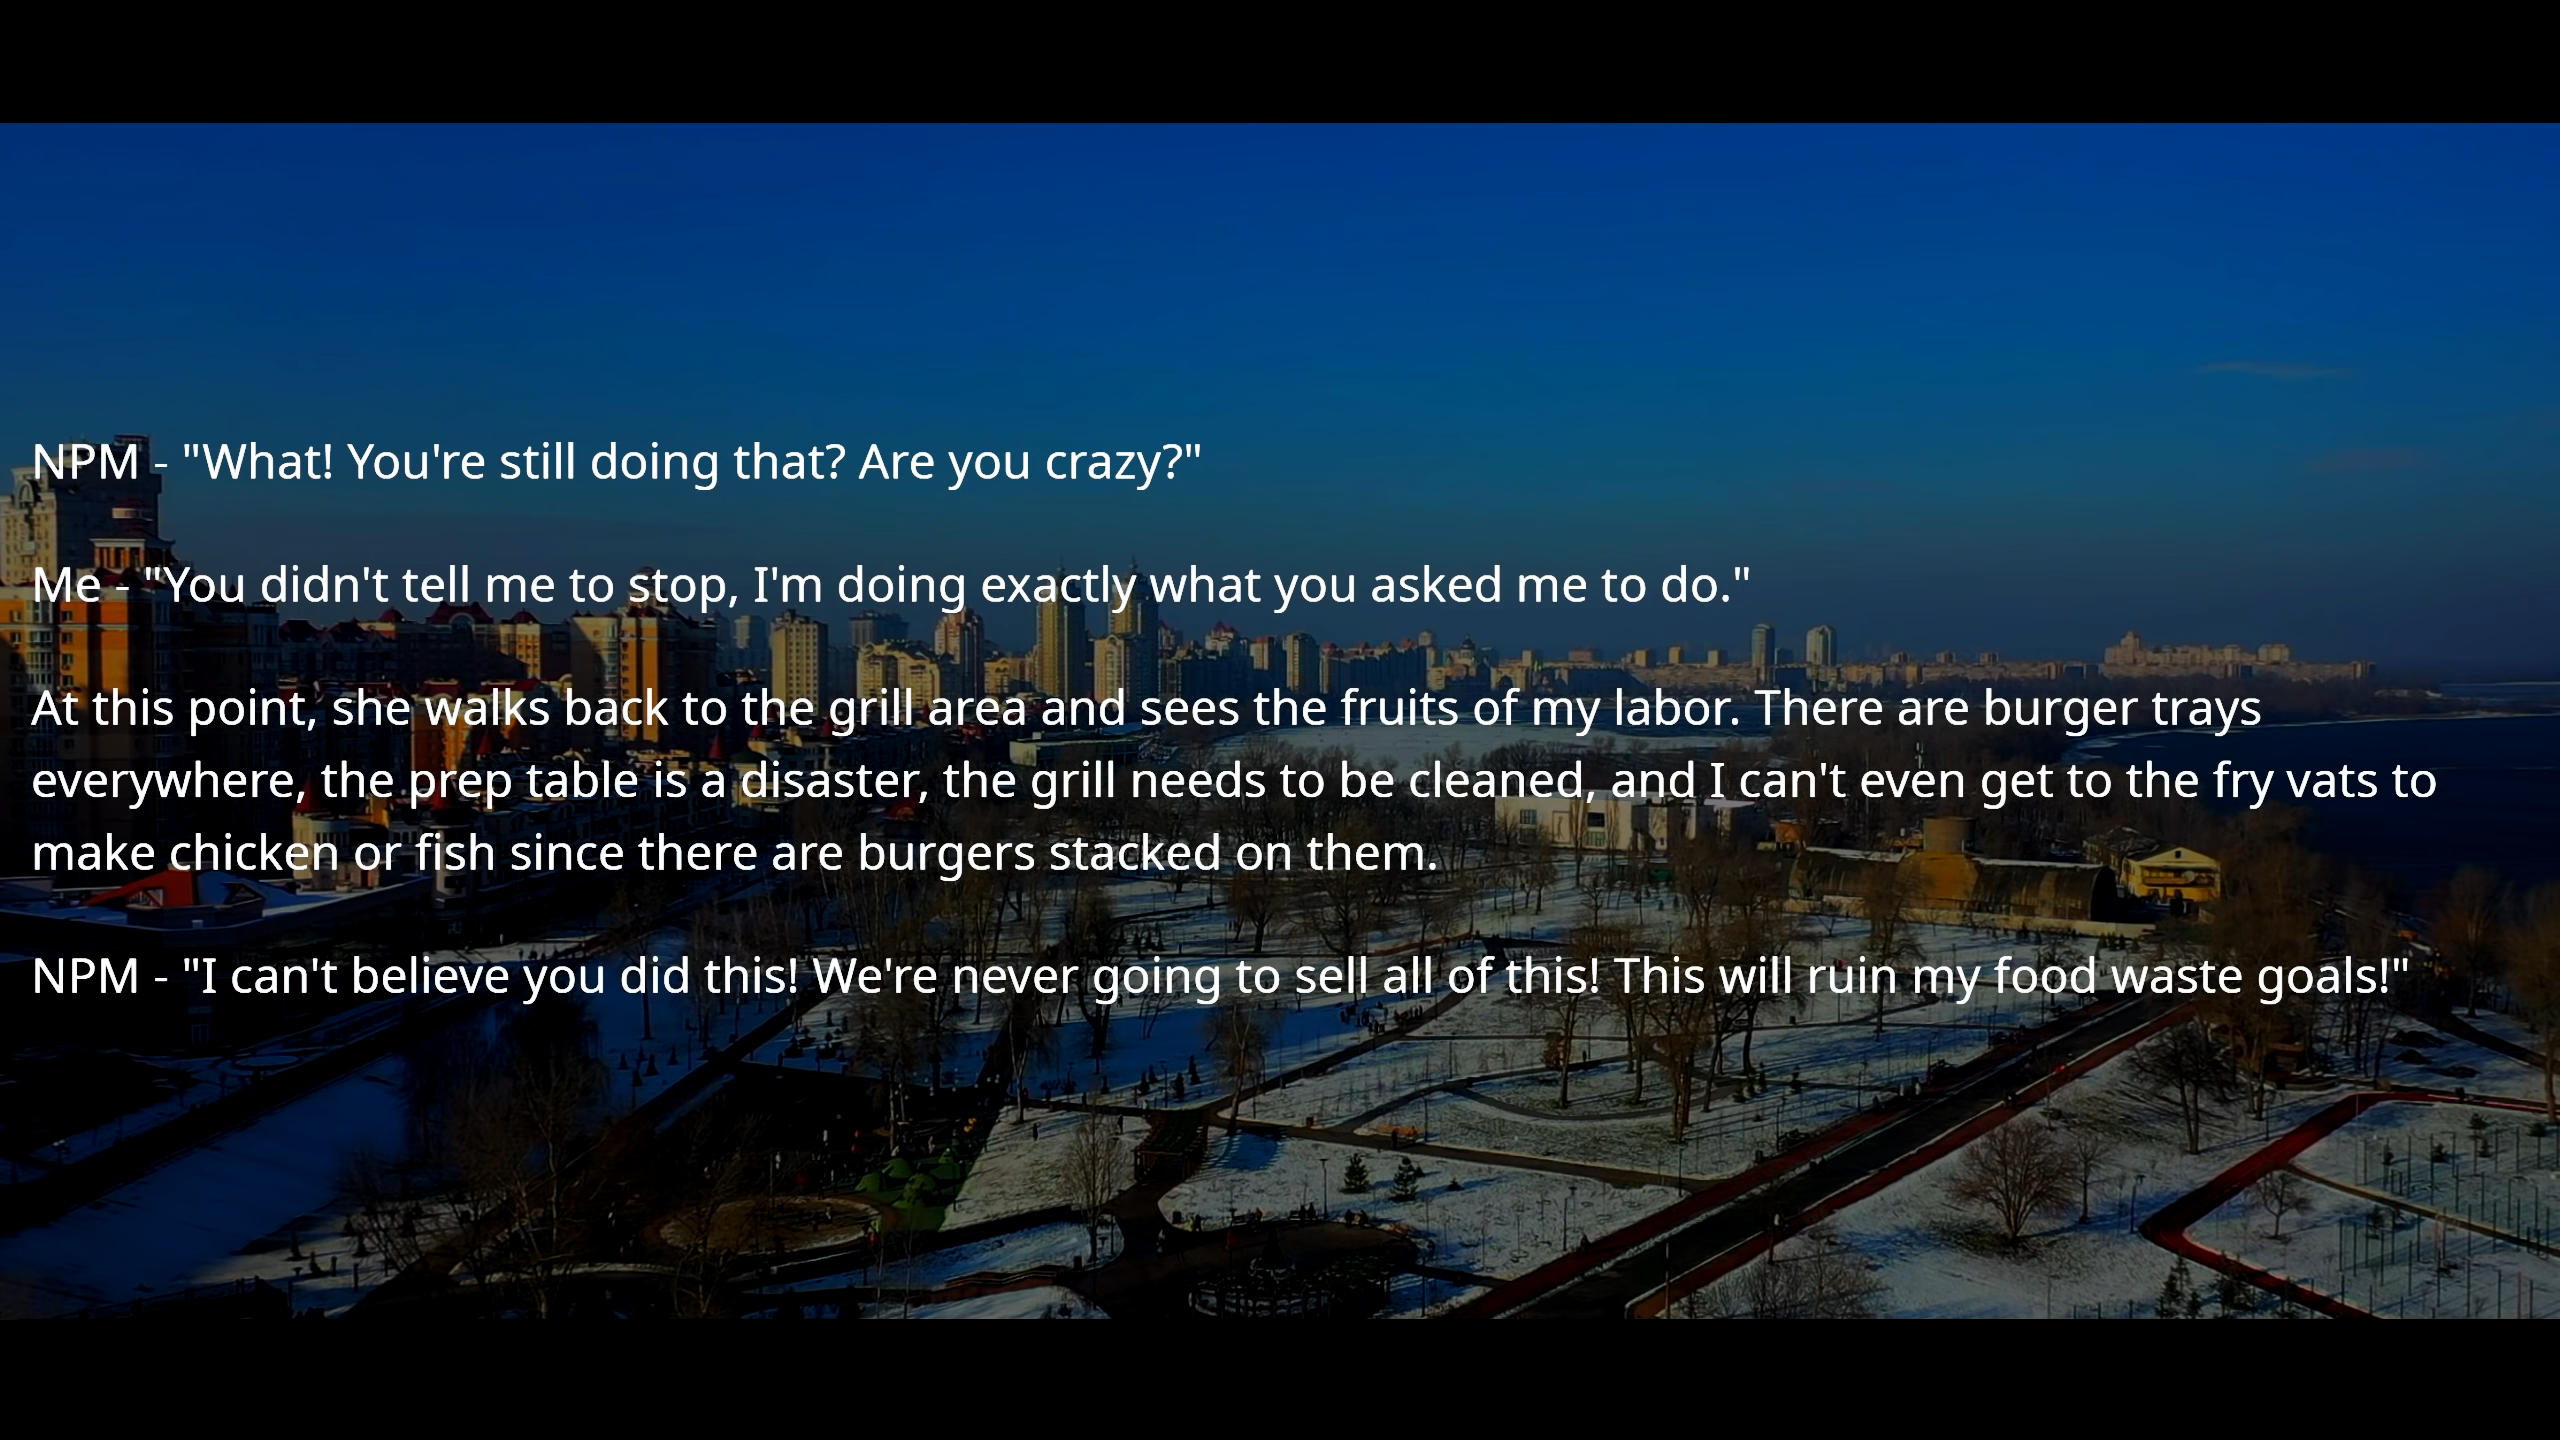 NPM - "What! You're still doing that? Are you crazy?"
Me - "You didn't tell me to stop, I'm doing exactly what you asked me to do."
At this point, she walks back to the grill area and sees the fruits of my labor. There are burger trays
everywhere, the prep table is a disaster, the grill needs to be cleaned, and I can't even get to the fry vats to
make chicken or fish since there are burgers stacked on them.
NPM - "I can't believe you did this! We're never going to sell all of this! This will ruin my food waste goals!"